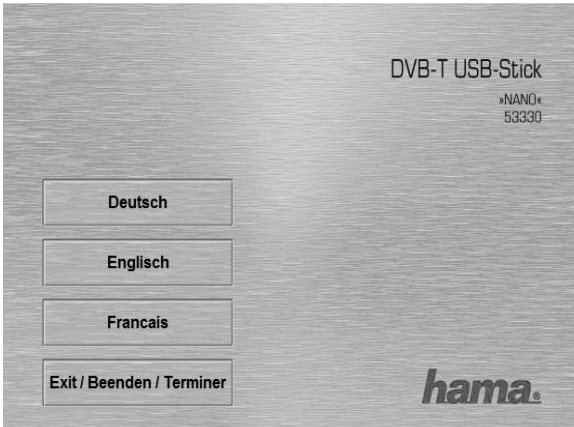 DVB-T USB-Stick
»NANO«
53330
Deutsch
Englisch
Francais
Exit / Beenden / Terminer
hama®